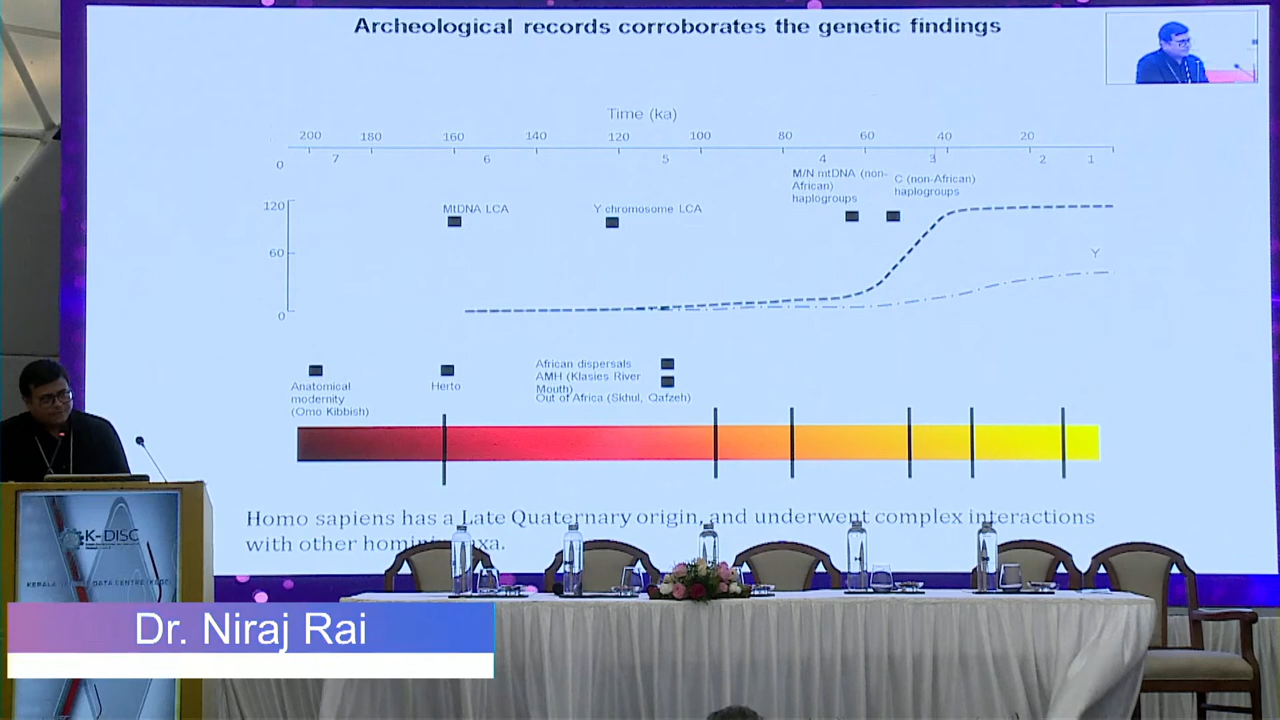 Archeological records corroborates the genetic findings
Time (ka)
200 180 160 140 120 100 80 60 40 20
0 7 6 5 4 3 2 1
M/N mtDNA (non-
African)
haplogroups
C (non-African)
haplogroups
120
60
0
MtDNA LCA
Y chromosome LCA
Y
Anatomical
modernity
(Omo Kibbish)
Herto
African dispersals
AMH (Klasies River
Mouth)
Out of Africa (Skhul, Qafzeh)
Homo sapiens has a Late Quaternary origin, and underwent complex interactions
with other
K-DISC
KERALA DATA CENTRE
Dr. Niraj Rai